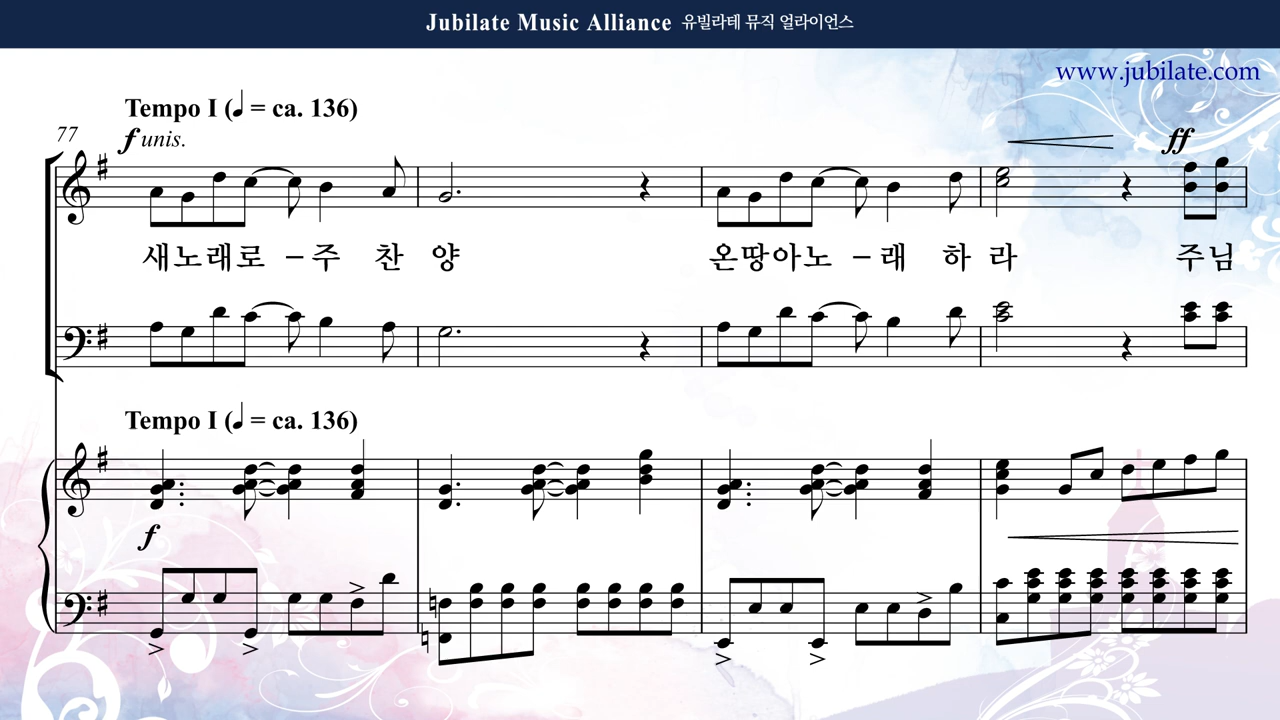 Jubilate Music Alliance 유빌라테 뮤직 얼라이언스
www.jubilate.com
Tempo I (♩ = ca. 136)
77
f unis.
ff
새노래로 – 주 찬 양 온땅아노 – 래 하 라 주님
Tempo I (♩ = ca. 136)
f